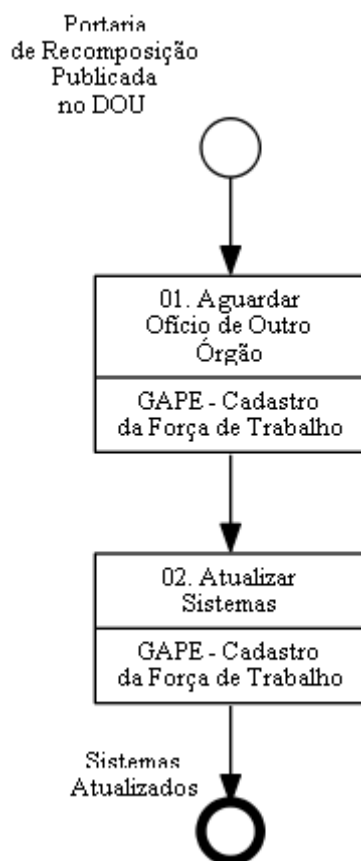 Portaria
de Recomposição
Publicada
no DOU
01. Aguardar
Ofício de Outro
Órgão
GAPE - Cadastro
da Força de Trabalho
02. Atualizar
Sistemas
GAPE - Cadastro
da Força de Trabalho
Sistemas
Atualizados